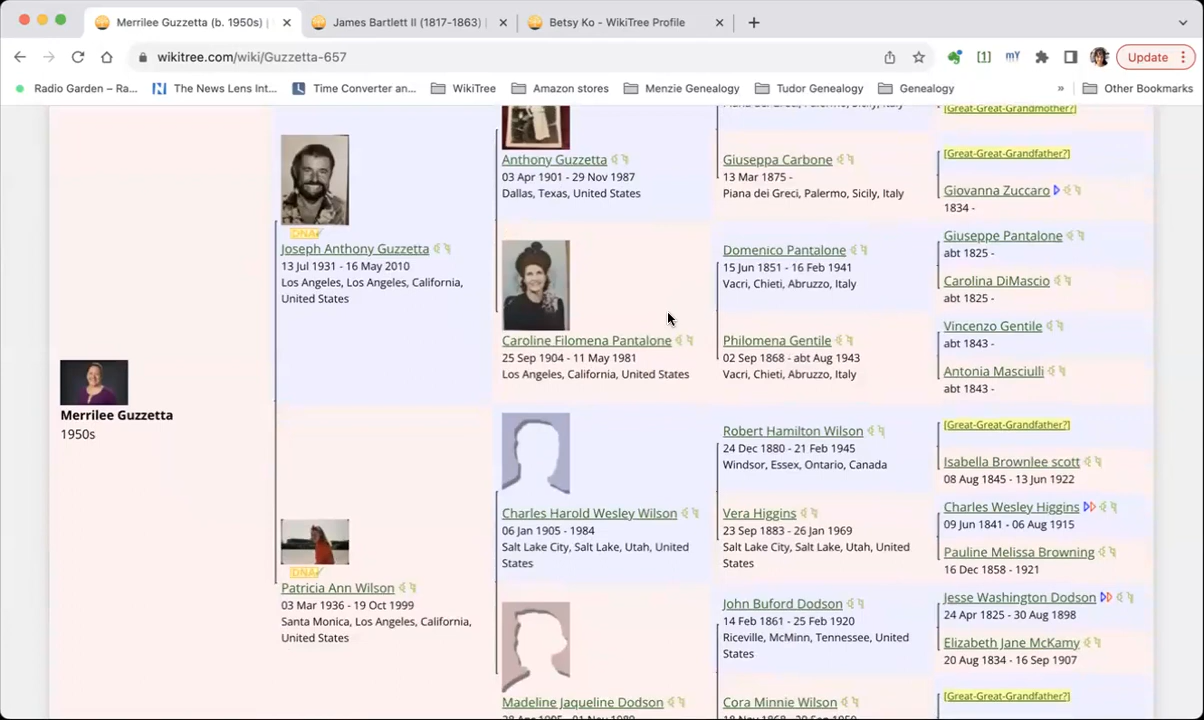 Merrilee Guzzetta (b. 1950s) |
James Bartlett II (1817-1863) |
Betsy Ko - WikiTree Profile
wikitree.com/wiki/Guzzetta-657
[1]
mY
Update
Radio Garden – Ra...
The News Lens Int...
Time Converter an...
WikiTree
Amazon stores
Menzie Genealogy
Tudor Genealogy
Genealogy
»
Other Bookmarks
Merrilee Guzzetta
1950s
DNA
Joseph Anthony Guzzetta
13 Jul 1931 - 16 May 2010
Los Angeles, Los Angeles, California,
United States
DNA
Patricia Ann Wilson
03 Mar 1936 - 19 Oct 1999
Santa Monica, Los Angeles, California,
United States
Anthony Guzzetta
03 Apr 1901 - 29 Nov 1987
Dallas, Texas, United States
Caroline Filomena Pantalone
25 Sep 1904 - 11 May 1981
Los Angeles, California, United States
Charles Harold Wesley Wilson
06 Jan 1905 - 1984
Salt Lake City, Salt Lake, Utah, United
States
Madeline Jaqueline Dodson
Piana dei Greci, Palermo, Sicily, Italy
Giuseppa Carbone
13 Mar 1875 -
Piana dei Greci, Palermo, Sicily, Italy
Domenico Pantalone
15 Jun 1851 - 16 Feb 1941
Vacri, Chieti, Abruzzo, Italy
Philomena Gentile
02 Sep 1868 - abt Aug 1943
Vacri, Chieti, Abruzzo, Italy
Robert Hamilton Wilson
24 Dec 1880 - 21 Feb 1945
Windsor, Essex, Ontario, Canada
Vera Higgins
23 Sep 1883 - 26 Jan 1969
Salt Lake City, Salt Lake, Utah, United
States
John Buford Dodson
14 Feb 1861 - 25 Feb 1920
Riceville, McMinn, Tennessee, United
States
Cora Minnie Wilson
[Great-Great-Grandmother?]
[Great-Great-Grandfather?]
Giovanna Zuccaro
1834 -
Giuseppe Pantalone
abt 1825 -
Carolina DiMascio
abt 1825 -
Vincenzo Gentile
abt 1843 -
Antonia Masciulli
abt 1843 -
[Great-Great-Grandfather?]
Isabella Brownlee scott
08 Aug 1845 - 13 Jun 1922
Charles Wesley Higgins
09 Jun 1841 - 06 Aug 1915
Pauline Melissa Browning
16 Dec 1858 - 1921
Jesse Washington Dodson
24 Apr 1825 - 30 Aug 1898
Elizabeth Jane McKamy
20 Aug 1834 - 16 Sep 1907
[Great-Great-Grandfather?]